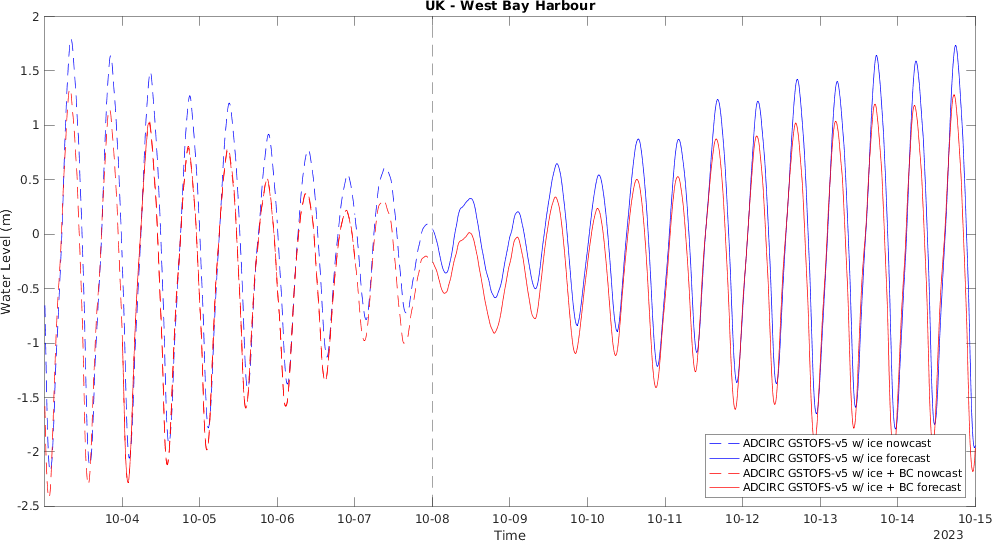 UK - West Bay Harbour
2
1.5
1
0.5
0
-0.5
-1
-1.5
-2
-2.5
Water Level (m)
10-04 10-05 10-06 10-07 10-08 10-09 10-10 10-11 10-12 10-13 10-14 10-15
Time
2023
ADCIRC GSTOFS-v5 w/ ice nowcast
ADCIRC GSTOFS-v5 w/ ice forecast
ADCIRC GSTOFS-v5 w/ ice + BC nowcast
ADCIRC GSTOFS-v5 w/ ice + BC forecast